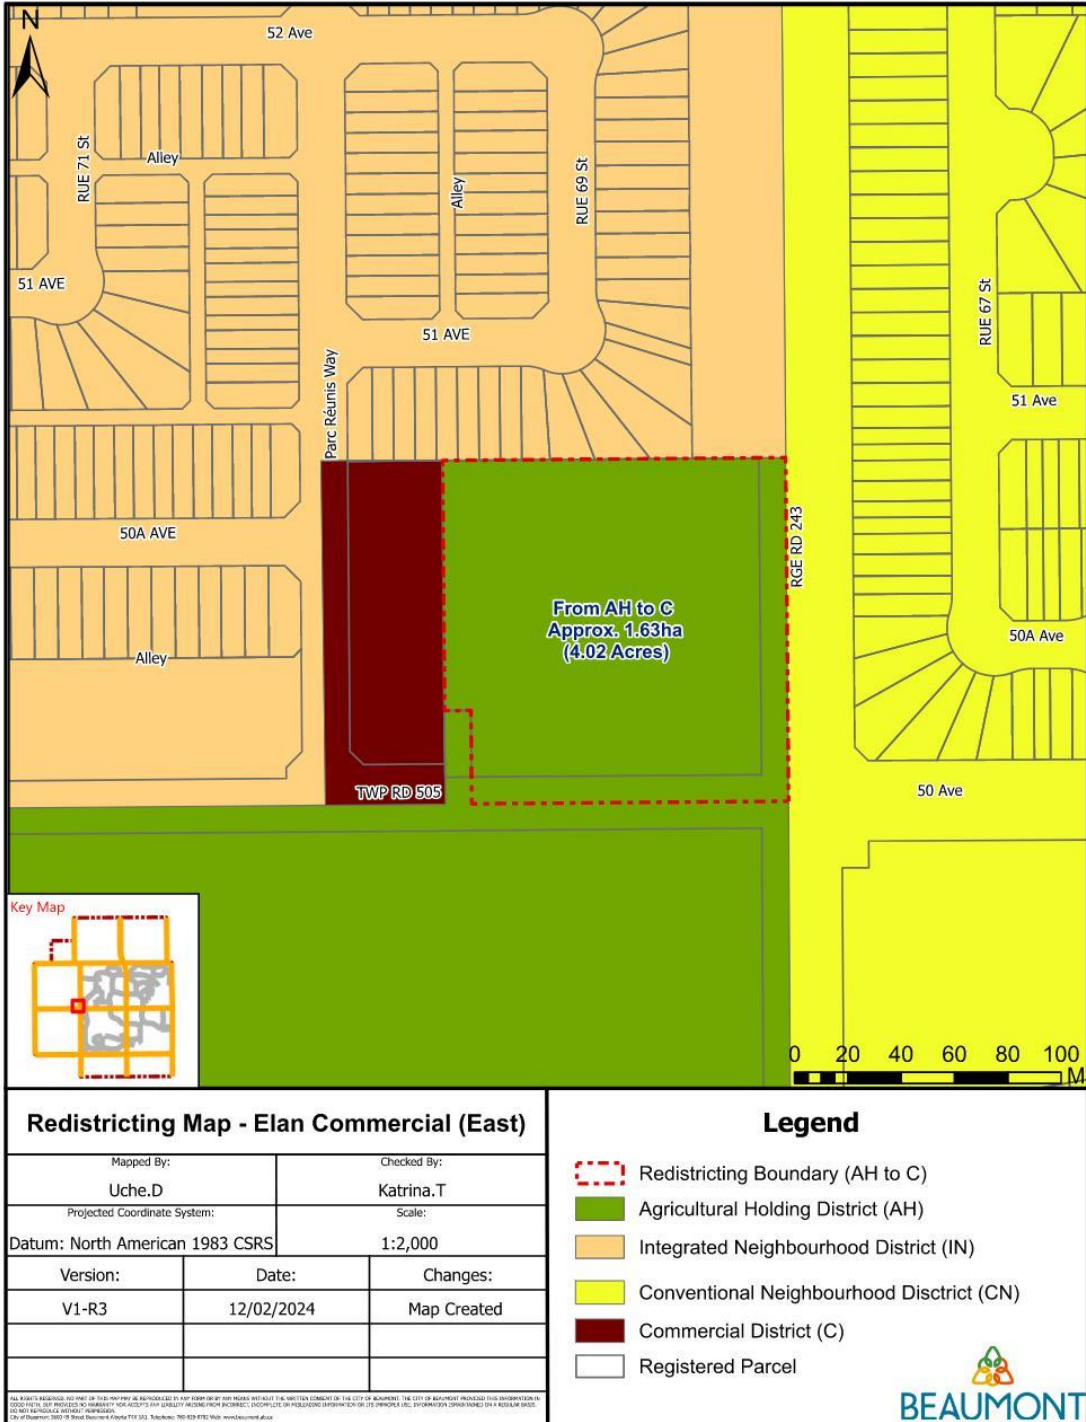 N
52 Ave
RUE 71 St
Alley
Alley
RUE 69 St
51 AVE
51 AVE
RUE 67 St
51 Ave
Parc Réunis Way
50A AVE
RGE RD 243
From AH to C
Approx. 1.63ha
(4.02 Acres)
50A Ave
Alley
TWP RD 505
50 Ave
Key Map
0 20 40 60 80 100
M
Redistricting Map - Elan Commercial (East)
Mapped By:
Uche.D
Checked By:
Katrina.T
Projected Coordinate System:
Datum: North American 1983 CSRS
Scale:
1:2,000
Version: Date: Changes:
V1-R3 12/02/2024 Map Created
Legend
Redistricting Boundary (AH to C)
Agricultural Holding District (AH)
Integrated Neighbourhood District (IN)
Conventional Neighbourhood Disctrict (CN)
Commercial District (C)
Registered Parcel
BEAUMONT